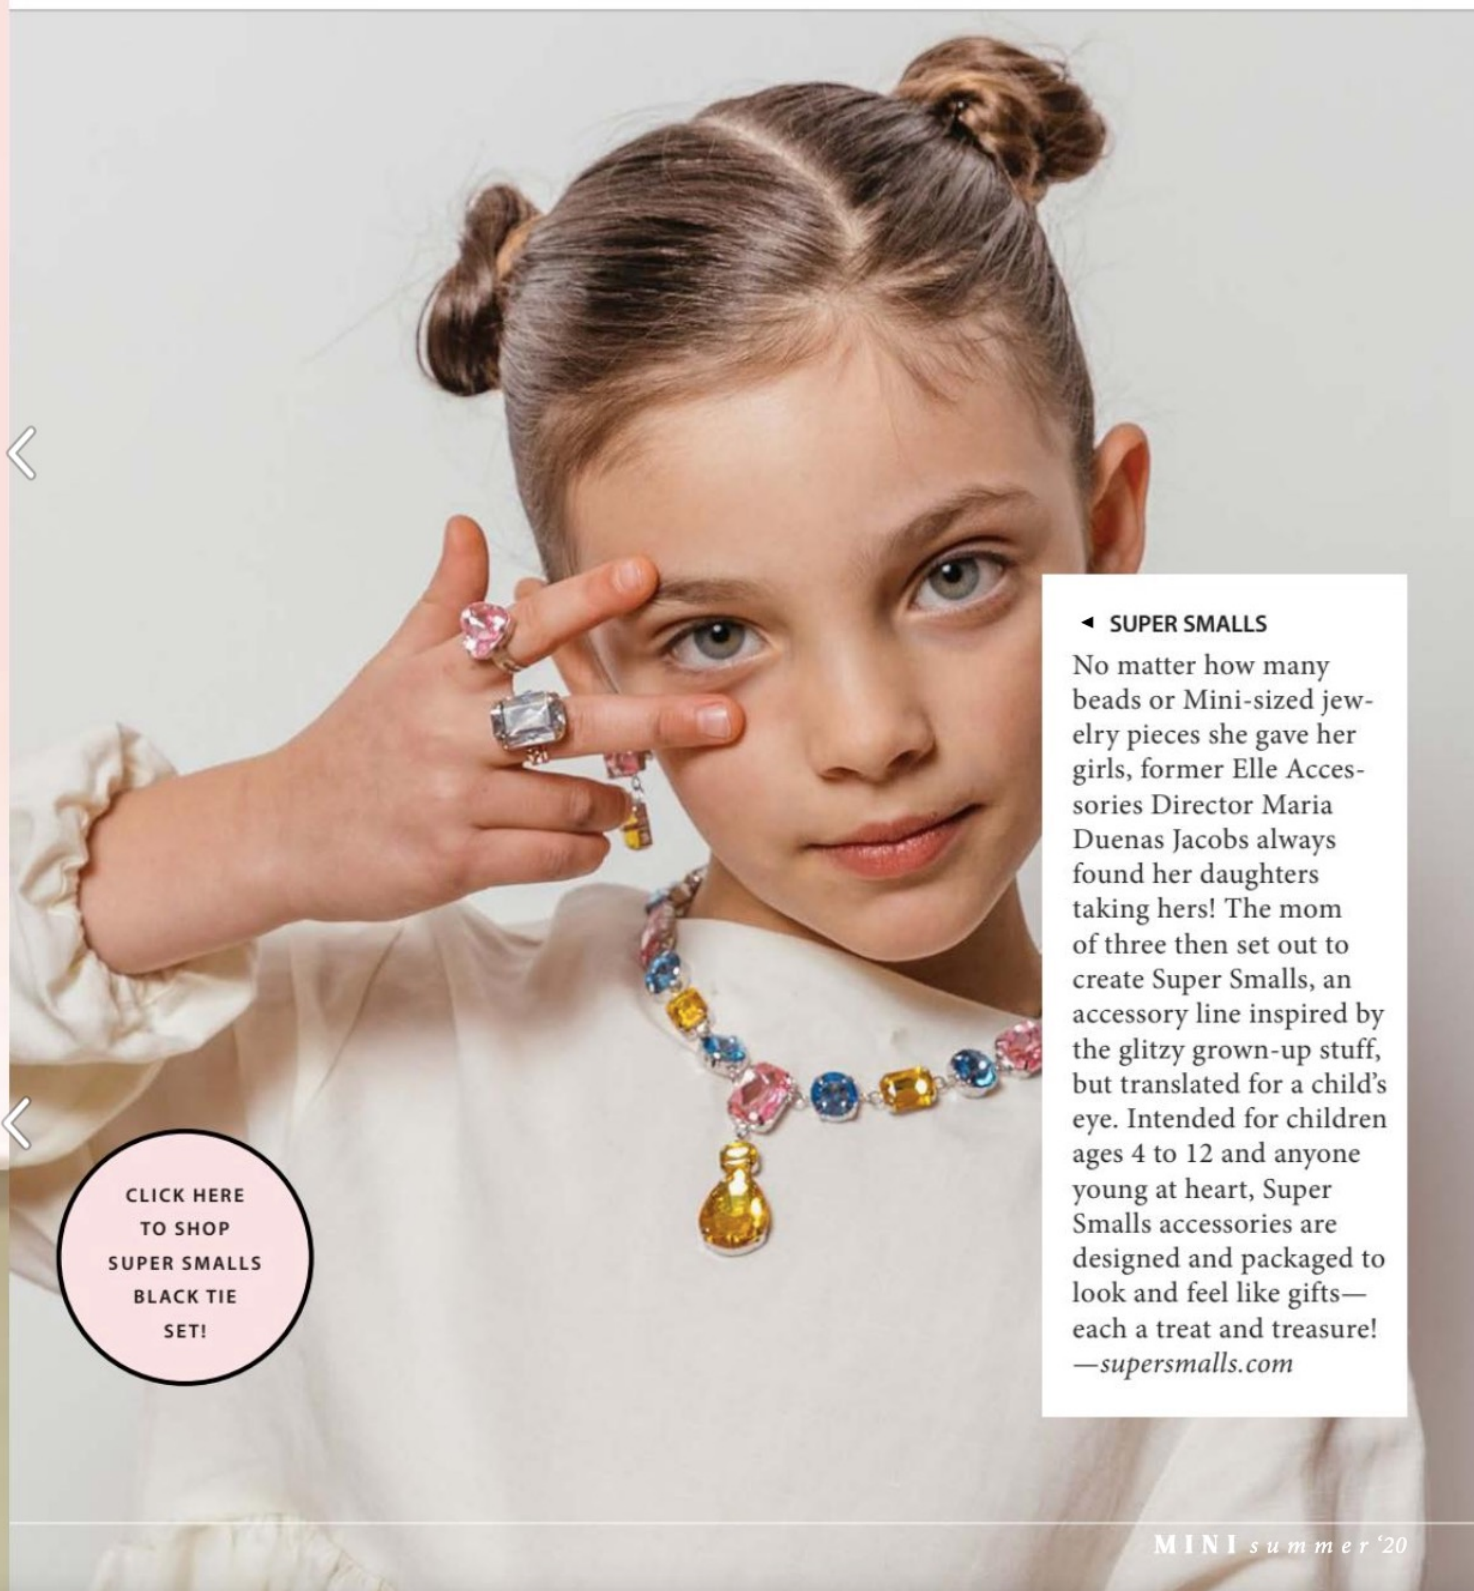 ◄ SUPER SMALLS
No matter how many
beads or Mini-sized jew-
elry pieces she gave her
girls, former Elle Acces-
sories Director Maria
Duenas Jacobs always
found her daughters
taking hers! The mom
of three then set out to
create Super Smalls, an
accessory line inspired by
the glitzy grown-up stuff,
but translated for a child’s
eye. Intended for children
ages 4 to 12 and anyone
young at heart, Super
Smalls accessories are
designed and packaged to
look and feel like gifts—
each a treat and treasure!
—supersmalls.com
CLICK HERE
TO SHOP
SUPER SMALLS
BLACK TIE
SET!
MINI summer ‘20